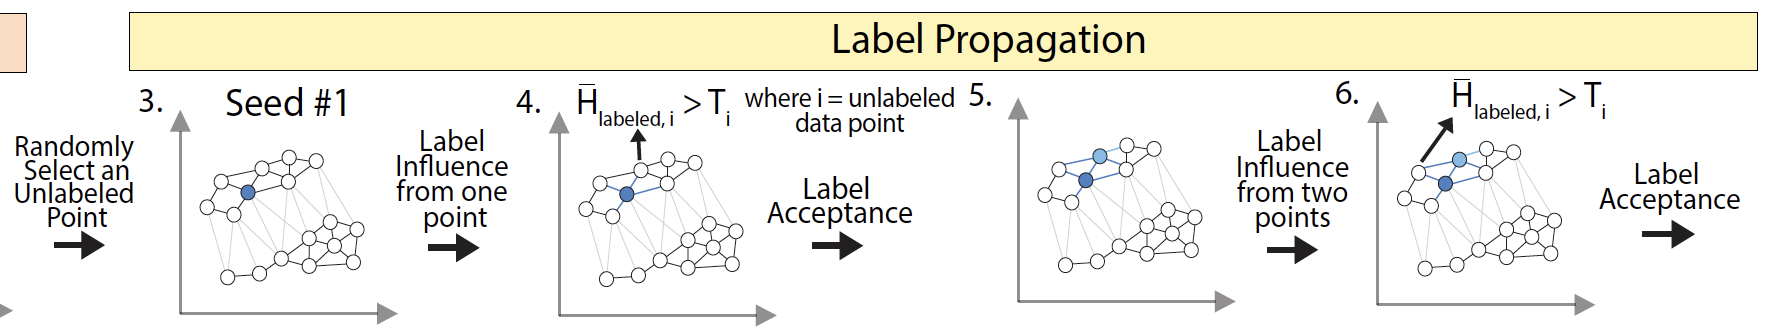 Label Propagation
Randomly
Select an
Unlabeled
Point
3. Seed #1
Label
Influence
from one
point
4. H̅labeled, i > Ti where i = unlabeled
data point
Label
Acceptance
5.
Label
Influence
from two
points
6. H̅labeled, i > Ti
Label
Acceptance